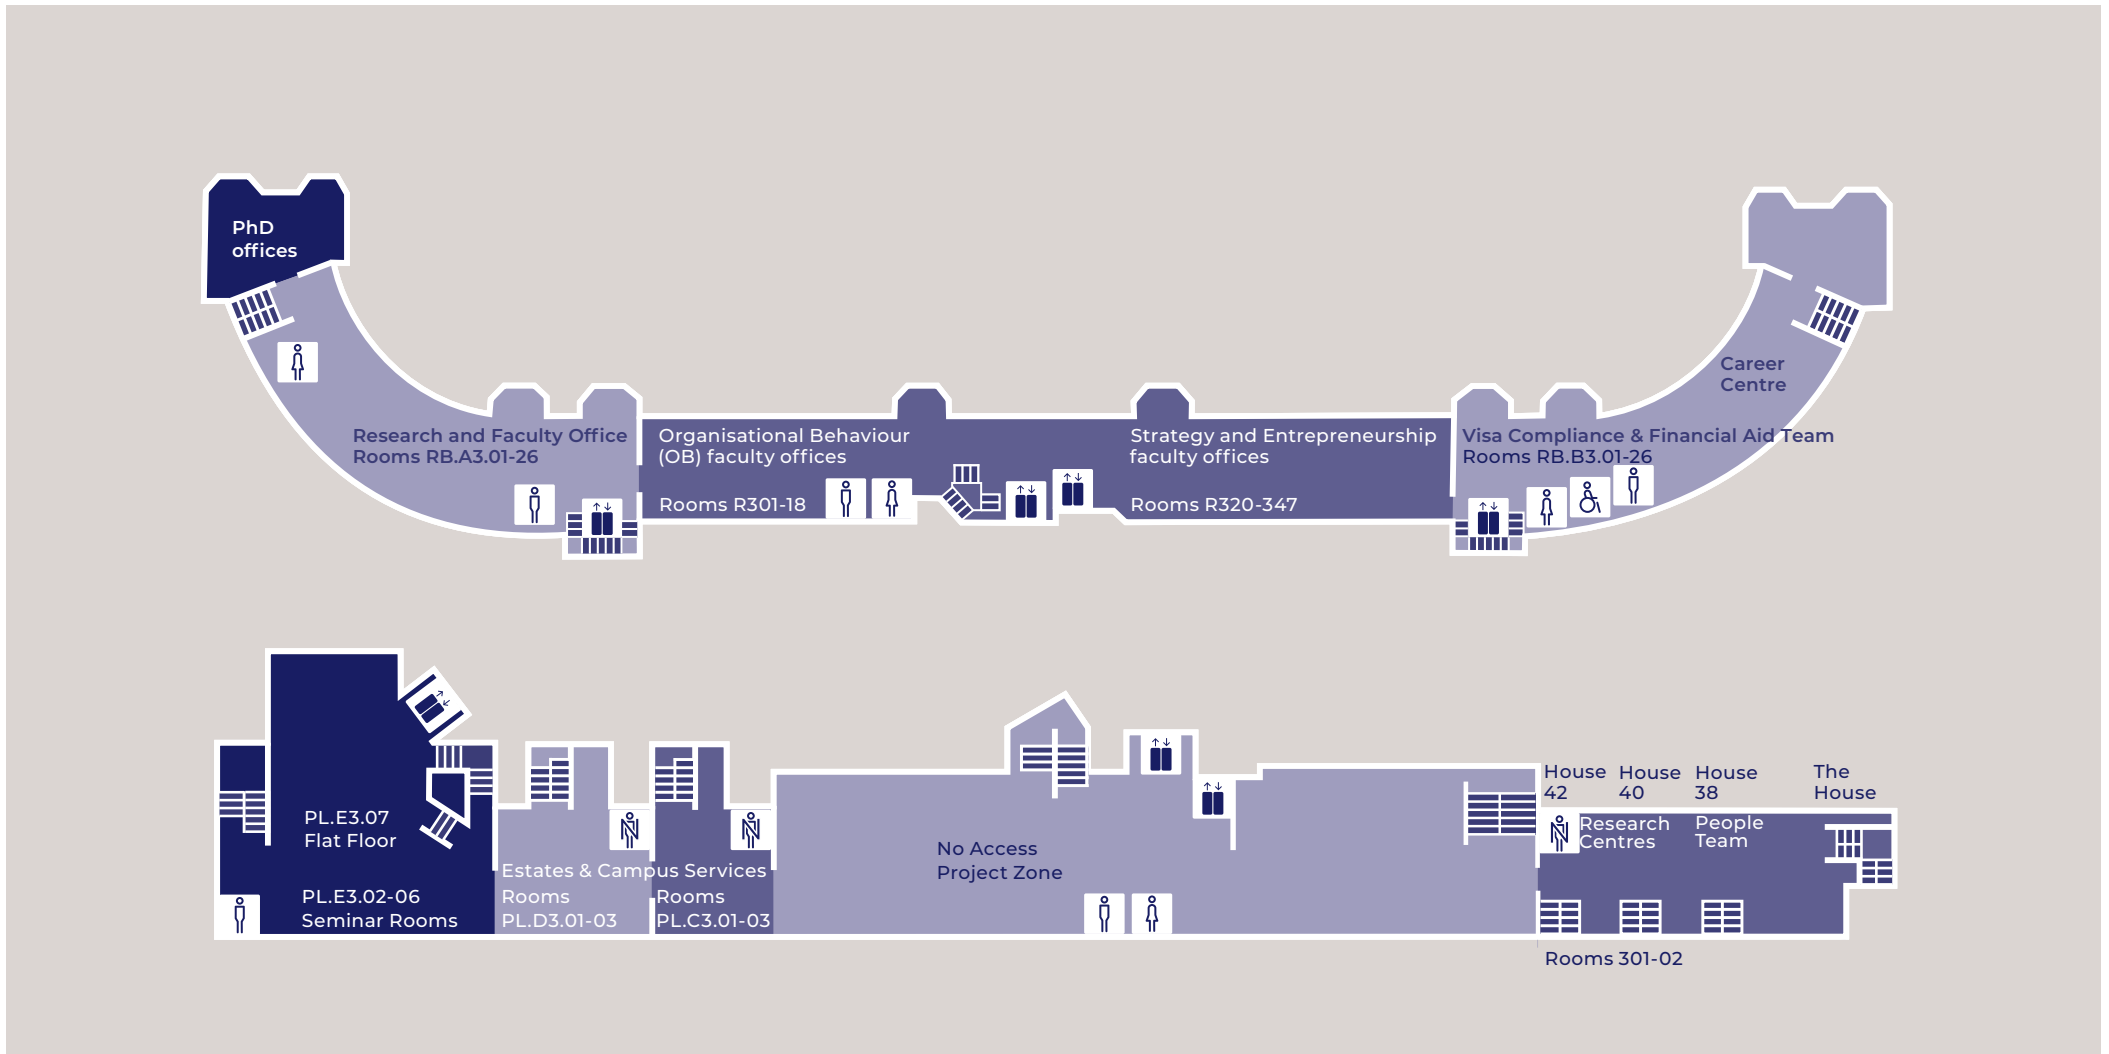 PhD
offices
Research and Faculty Office
Rooms RB.A3.01-26
Organisational Behaviour
(OB) faculty offices
Rooms R301-18
Strategy and Entrepreneurship
faculty offices
Rooms R320-347
Career
Centre
Visa Compliance & Financial Aid Team
Rooms RB.B3.01-26
PL.E3.07
Flat Floor
PL.E3.02-06
Seminar Rooms
Estates & Campus Services
Rooms
PL.D3.01-03
Rooms
PL.C3.01-03
No Access
Project Zone
House
42
House
40
House
38
The
House
Research
Centres
People
Team
Rooms 301-02